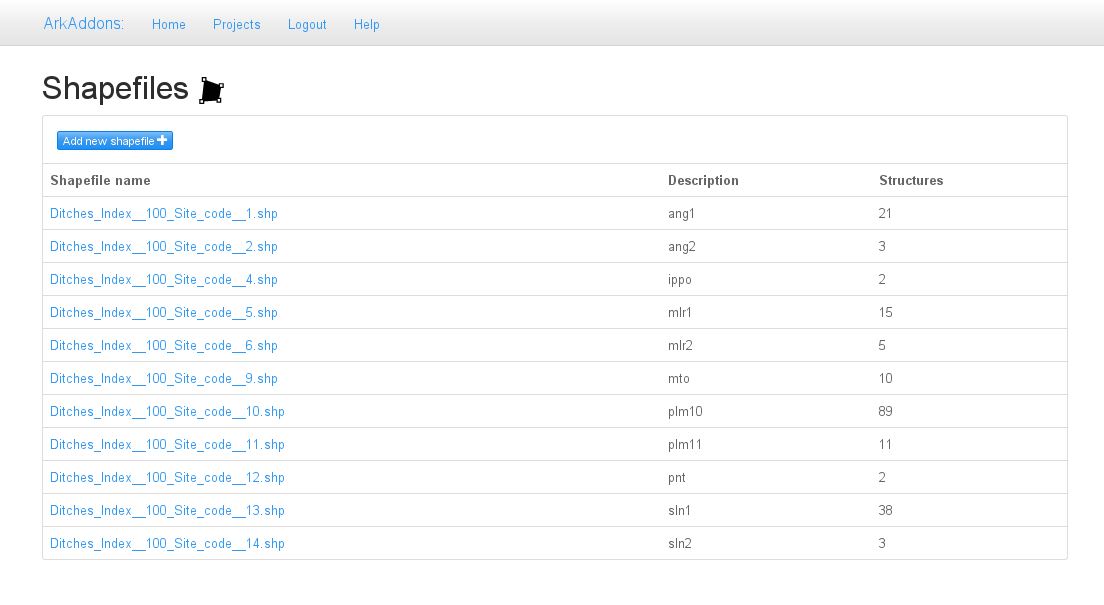 ArkAddons: Home Projects Logout Help
Shapefiles
Add new shapefile
Shapefile name Description Structures
Ditches_Index__100_Site_code__1.shp ang1 21
Ditches_Index__100_Site_code__2.shp ang2 3
Ditches_Index__100_Site_code__4.shp ippo 2
Ditches_Index__100_Site_code__5.shp mlr1 15
Ditches_Index__100_Site_code__6.shp mlr2 5
Ditches_Index__100_Site_code__9.shp mto 10
Ditches_Index__100_Site_code__10.shp plm10 89
Ditches_Index__100_Site_code__11.shp plm11 11
Ditches_Index__100_Site_code__12.shp pnt 2
Ditches_Index__100_Site_code__13.shp sln1 38
Ditches_Index__100_Site_code__14.shp sln2 3